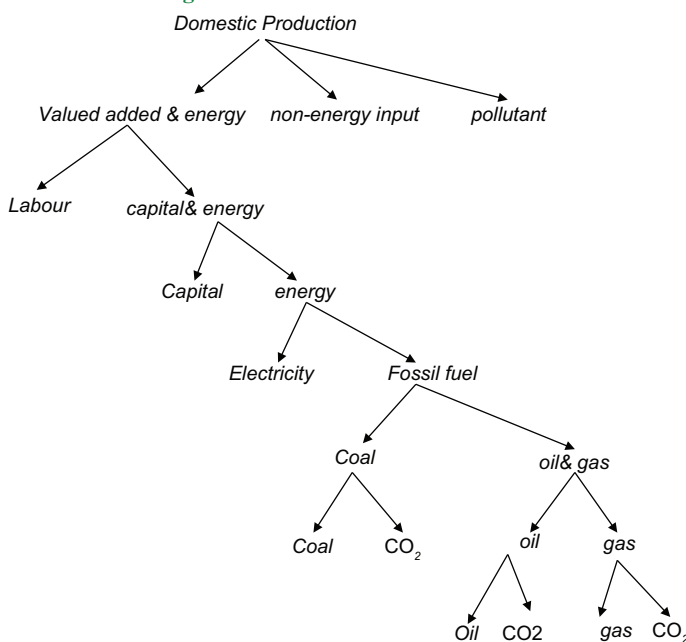 Domestic Production
Valued added & energy non-energy input pollutant
Labour capital& energy
Capital energy
Electricity Fossil fuel
Coal oil& gas
Coal CO₂ oil gas
Oil CO2 gas CO₂